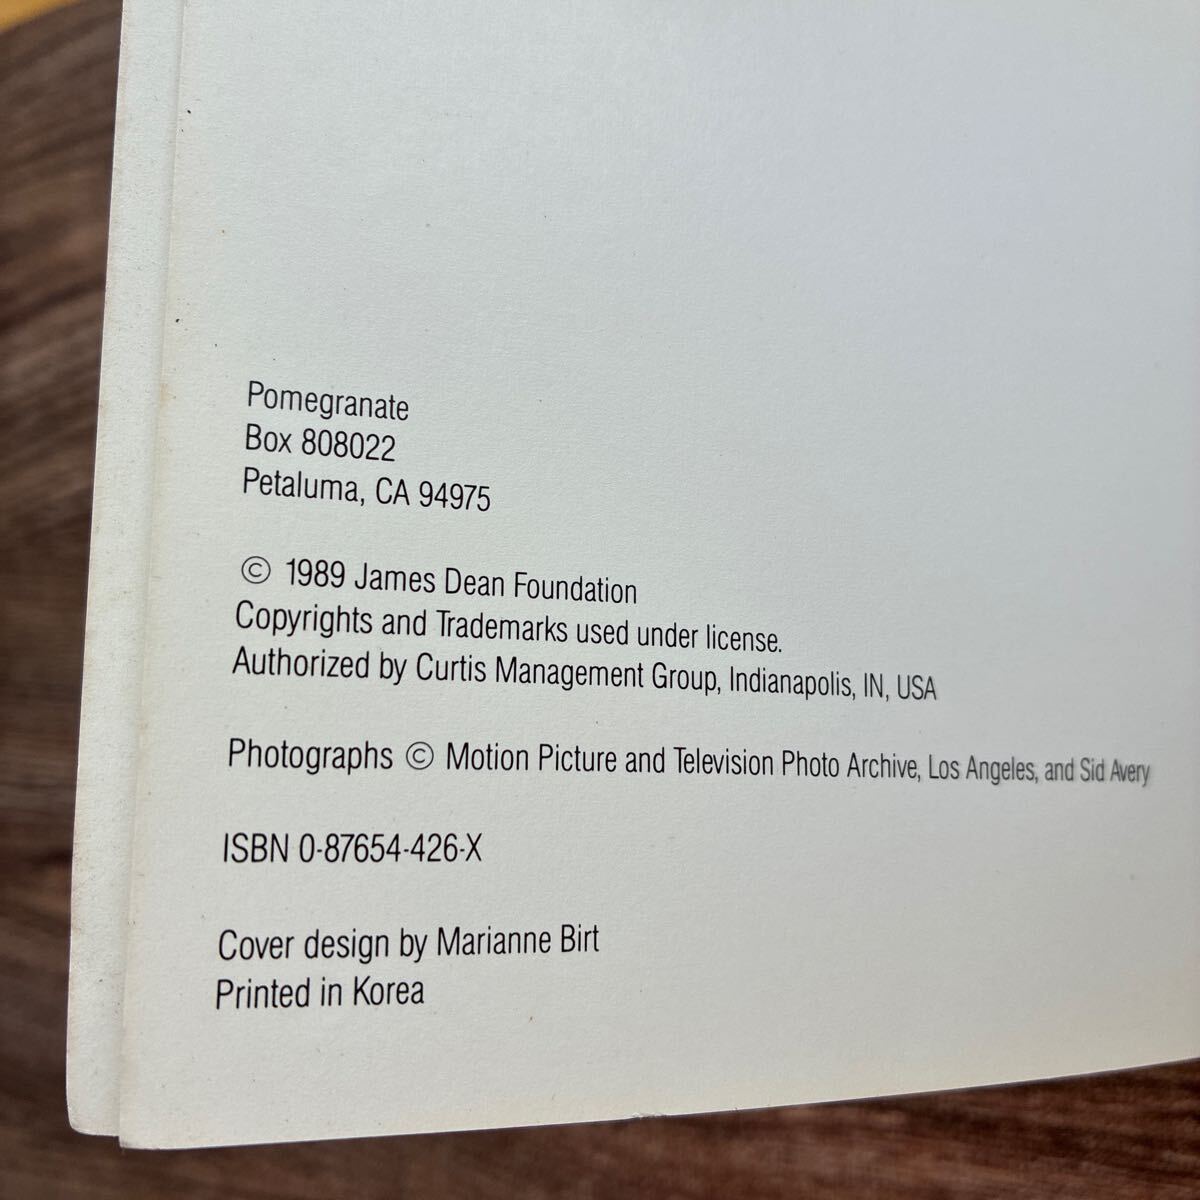 Pomegranate
Box 808022
Petaluma, CA 94975
© 1989 James Dean Foundation
Copyrights and Trademarks used under license.
Authorized by Curtis Management Group, Indianapolis, IN, USA
Photographs © Motion Picture and Television Photo Archive, Los Angeles, and Sid Avery
ISBN 0-87654-426-X
Cover design by Marianne Birt
Printed in Korea